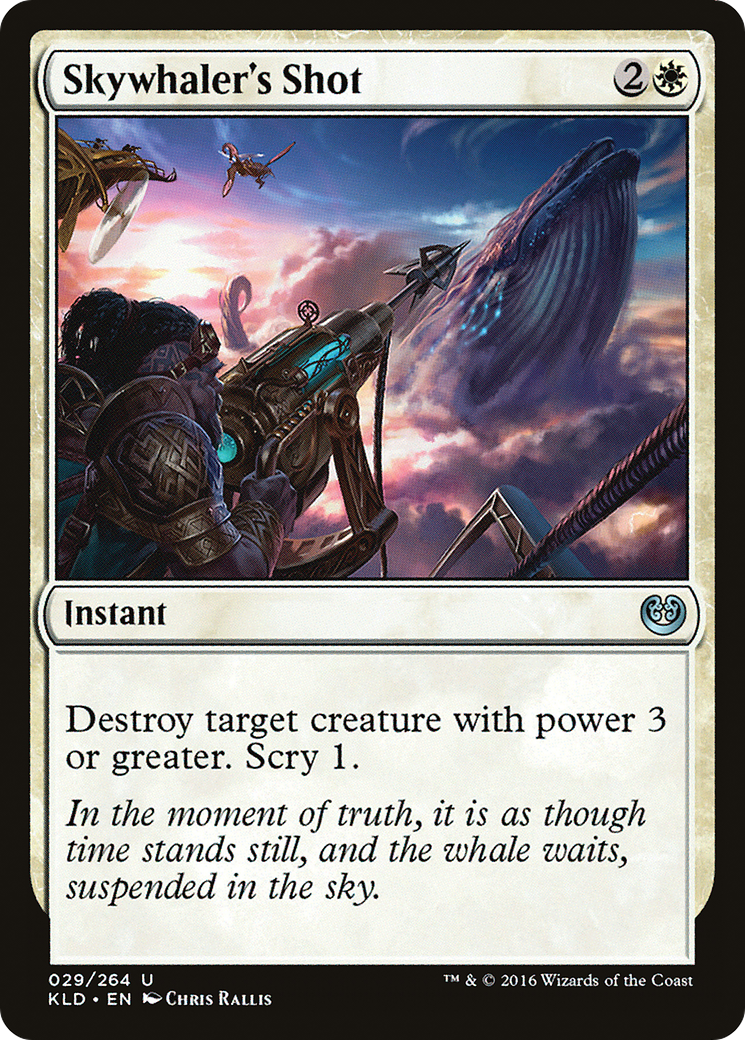 Skywhaler's Shot 2
Instant
Destroy target creature with power 3
or greater. Scry 1.
In the moment of truth, it is as though
time stands still, and the whale waits,
suspended in the sky.
029/264 U
KLD • EN Chris Rallis
™ & © 2016 Wizards of the Coast